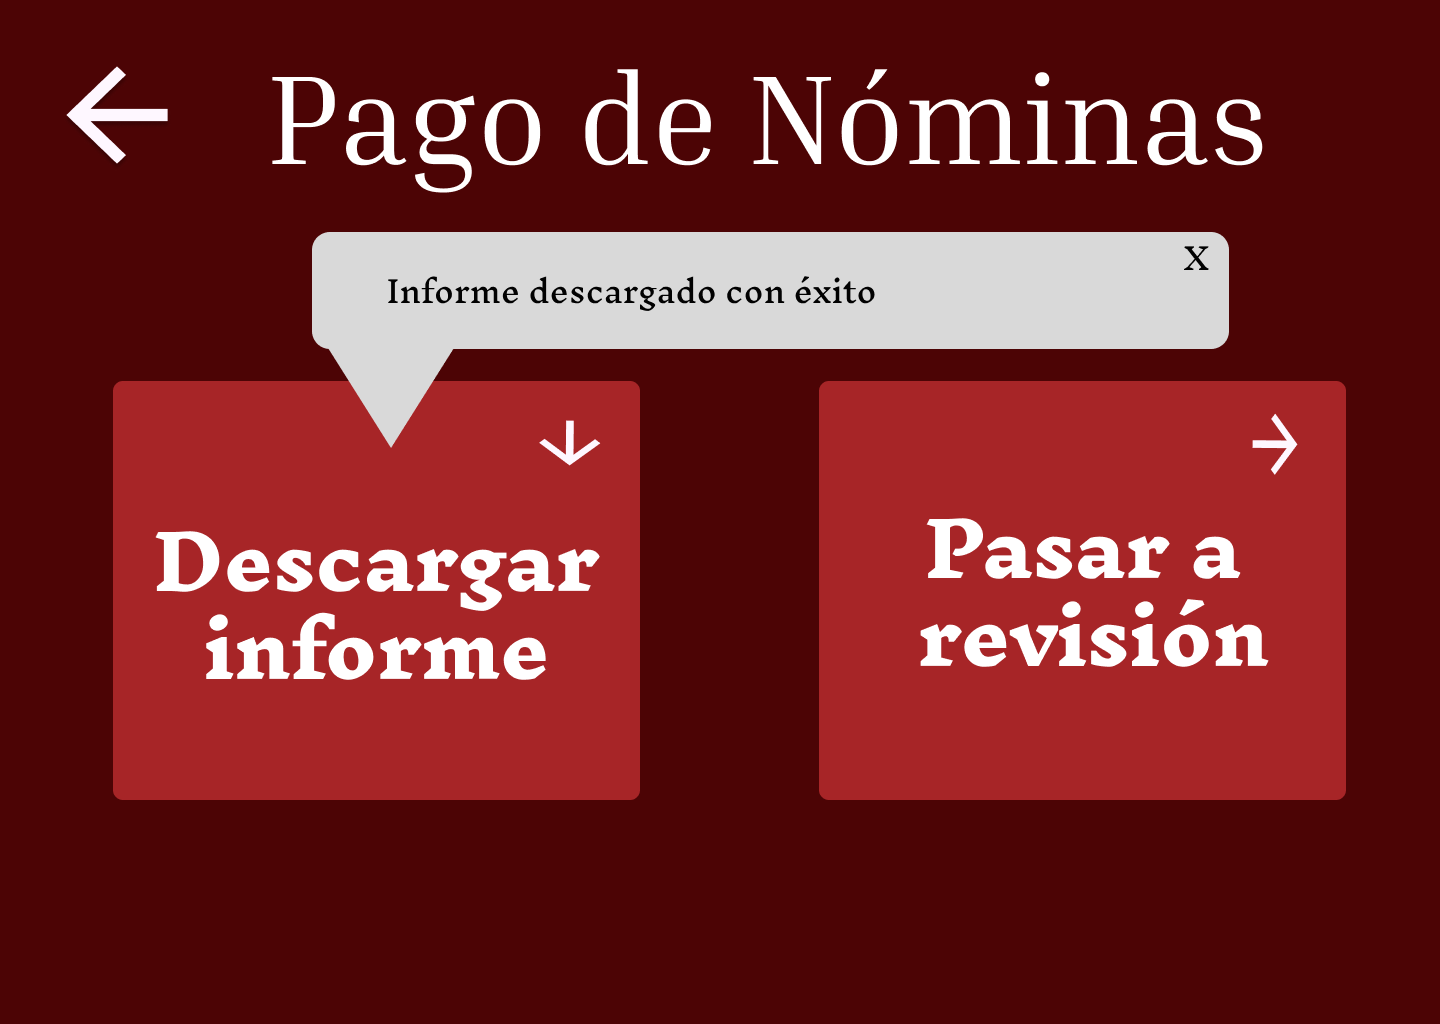 Pago de Nóminas
X
Informe descargado con éxito
Descargar
informe
Pasar a
revisión